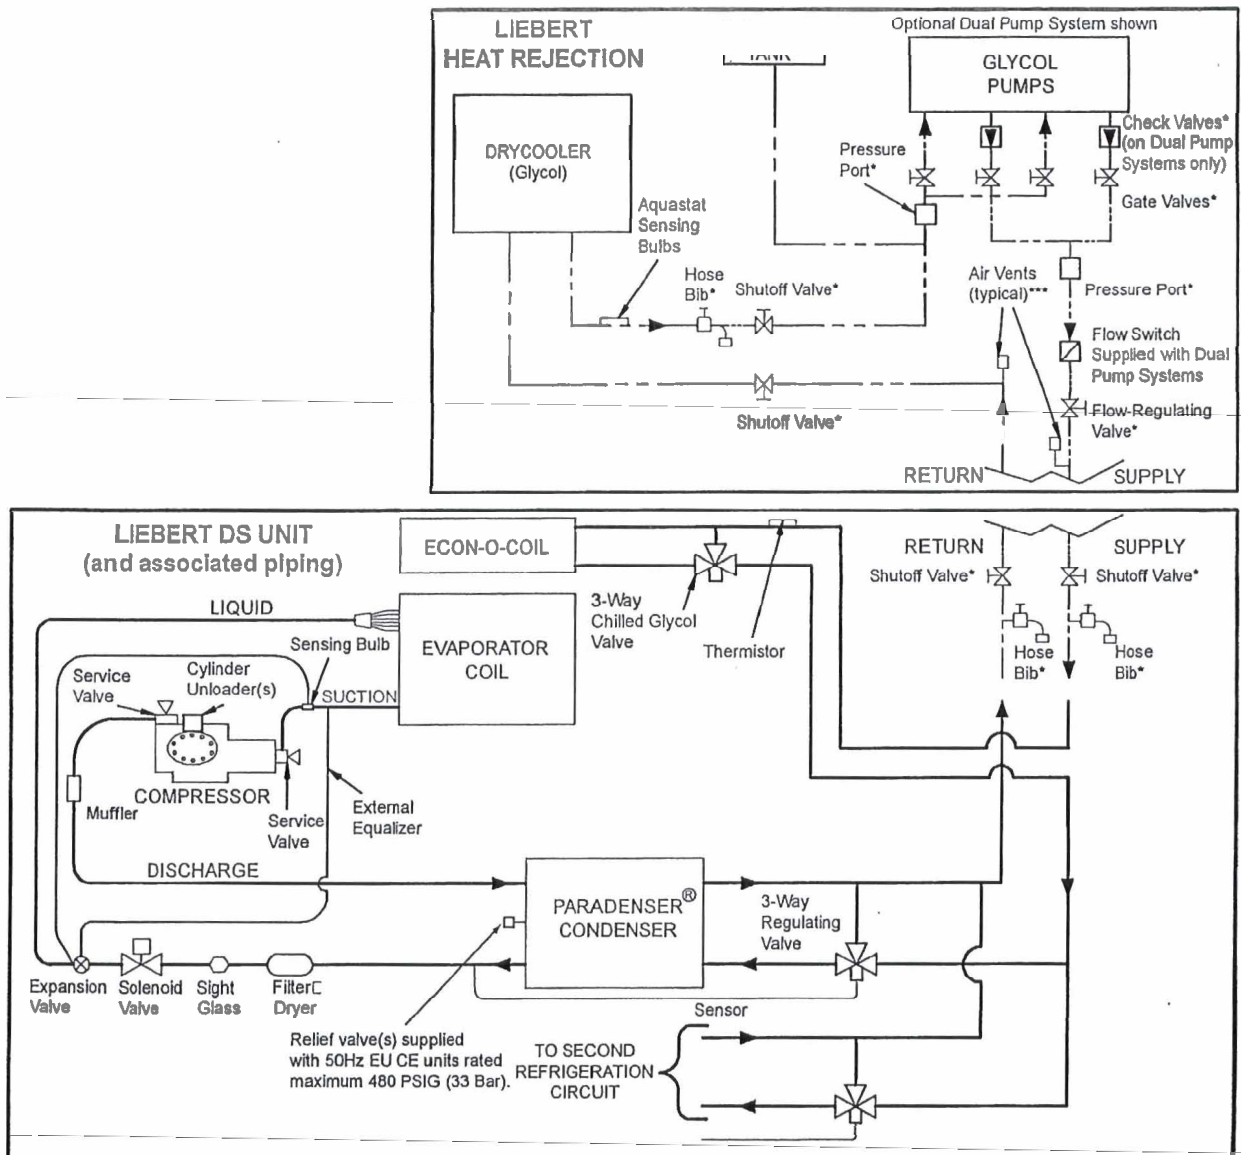 LIEBERT
HEAT REJECTION
Optional Dual Pump System shown
TANK
GLYCOL
PUMPS
DRYCOOLER
(Glycol)
Check Valves*
(on Dual Pump
Systems only)
Pressure
Port*
Gate Valves*
Aquastat
Sensing
Bulbs
Hose
Bib*
Shutoff Valve*
Air Vents
(typical)***
Pressure Port*
Flow Switch
Supplied with Dual
Pump Systems
Shutoff Valve*
Flow-Regulating
Valve*
RETURN
SUPPLY
LIEBERT DS UNIT
(and associated piping)
ECON-O-COIL
RETURN
SUPPLY
Shutoff Valve*
Shutoff Valve*
LIQUID
3-Way
Chilled Glycol
Valve
Thermistor
Sensing Bulb
EVAPORATOR
COIL
Hose
Bib*
Hose
Bib*
Service
Valve
Cylinder
Unloader(s)
SUCTION
COMPRESSOR
Muffler
Service
Valve
External
Equalizer
DISCHARGE
PARADENSER®
CONDENSER
3-Way
Regulating
Valve
Expansion
Valve
Solenoid
Valve
Sight
Glass
Filter
Dryer
Sensor
Relief valve(s) supplied
with 50Hz EU CE units rated
maximum 480 PSIG (33 Bar).
TO SECOND
REFRIGERATION
CIRCUIT